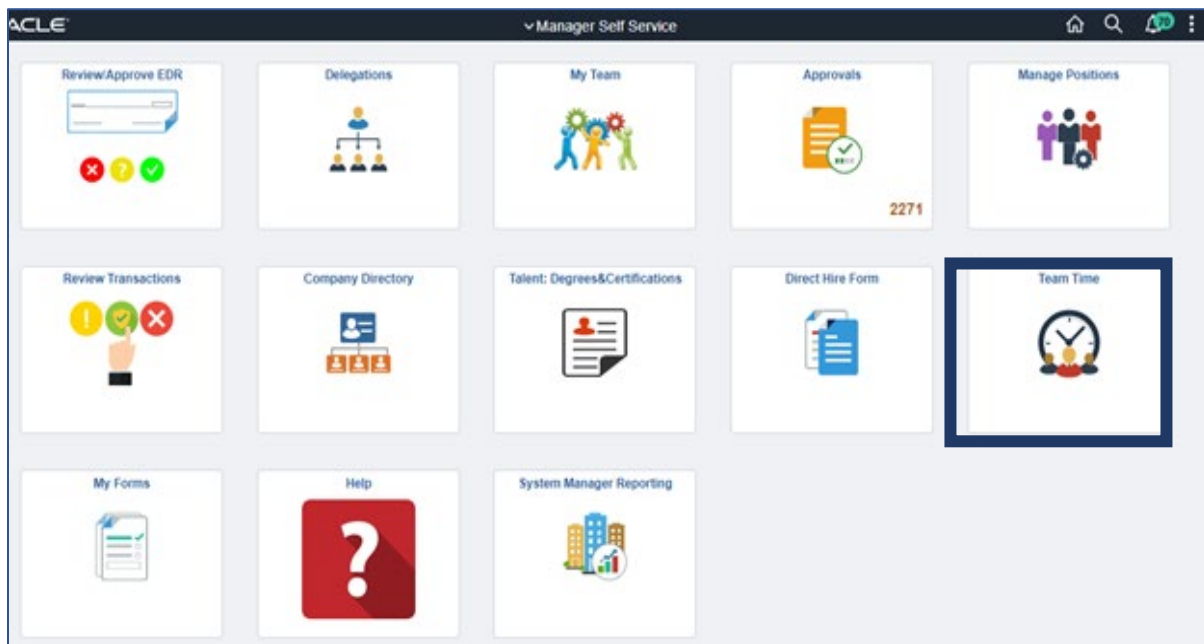 ACLE
Manager Self Service
70
Review/Approve EDR
Delegations
My Team
Approvals
Manage Positions
2271
Review Transactions
Company Directory
Talent: Degrees&Certifications
Direct Hire Form
Team Time
My Forms
Help
System Manager Reporting